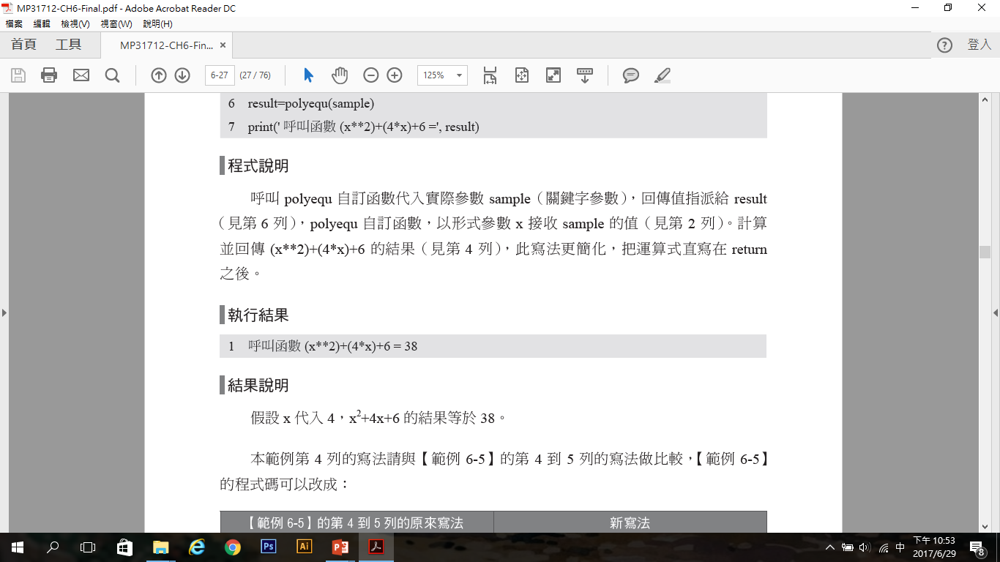 MP31712-CH6-Final.pdf - Adobe Acrobat Reader DC
檔案 編輯 檢視(V) 視窗(W) 說明(H)
首頁 工具 MP31712-CH6-Fin... × ? 登入
6-27 (27 / 76) 125%
6 result=polyequ(sample)
7 print(' 呼叫函數 (x**2)+(4*x)+6 =', result)
程式說明
呼叫 polyequ 自訂函數代入實際參數 sample（關鍵字參數），回傳值指派給 result
（見第 6 列），polyequ 自訂函數，以形式參數 x 接收 sample 的值（見第 2 列）。計算
並回傳 (x**2)+(4*x)+6 的結果（見第 4 列），此寫法更簡化，把運算式直寫在 return
之後。
執行結果
1 呼叫函數 (x**2)+(4*x)+6 = 38
結果說明
假設 x 代入 4，x²+4x+6 的結果等於 38。
本範例第 4 列的寫法請與【範例 6-5】的第 4 到 5 列的寫法做比較，【範例 6-5】
的程式碼可以改成：
【範例 6-5】的第 4 到 5 列的原來寫法 新寫法
Ps Ai 中 下午 10:53 8
2017/6/29